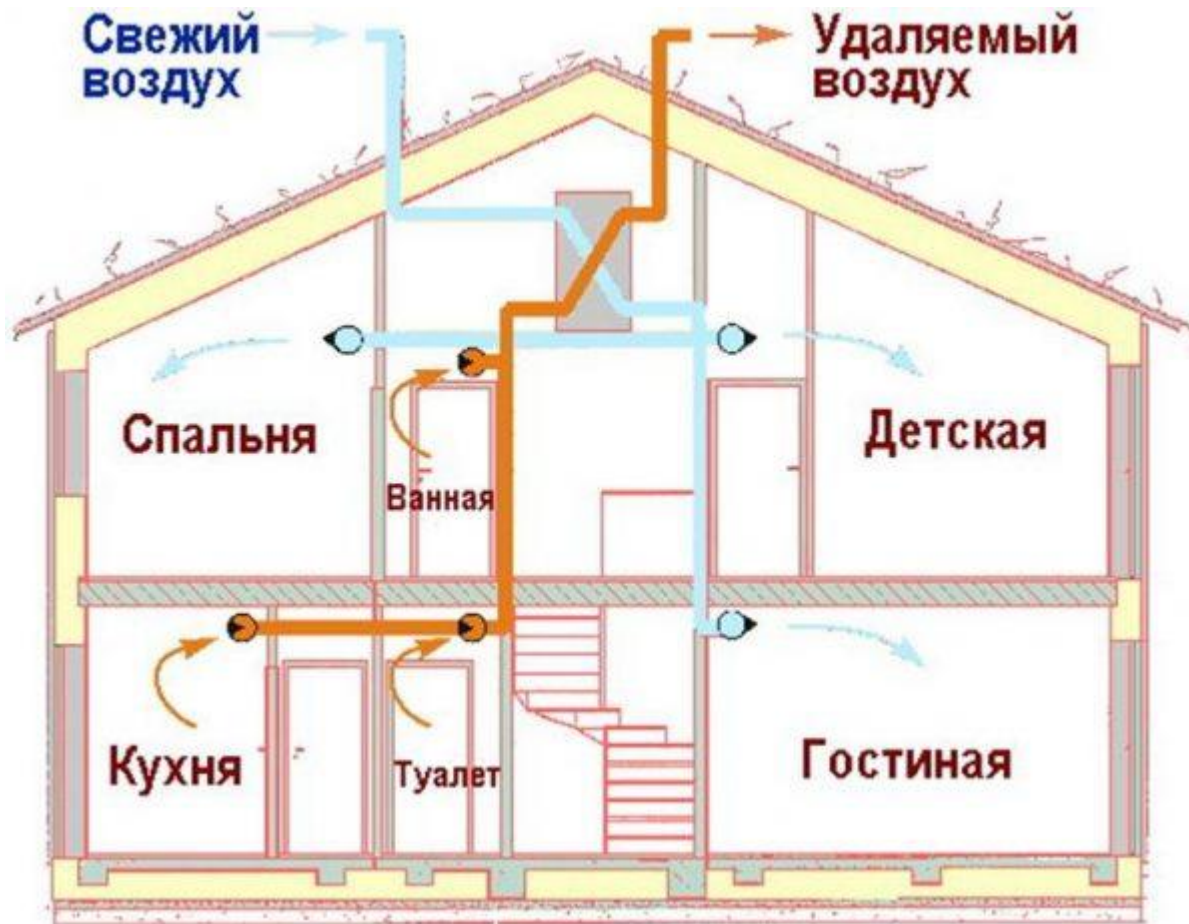 Свежий
воздух
Удаляемый
воздух
Спальня
Детская
Ванная
Кухня
Туалет
Гостиная